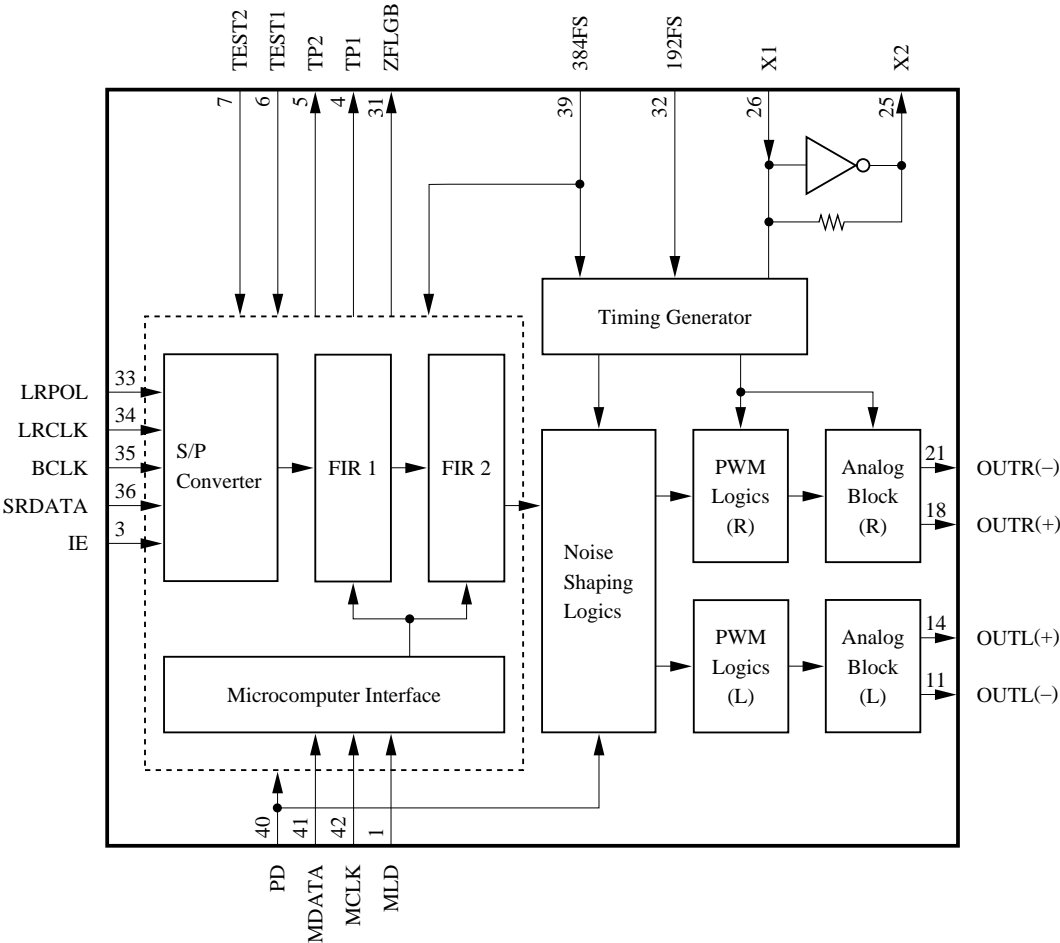 TEST2
TEST1
TP2
TP1
ZFLGB
384FS
192FS
X1
X2
7
6
5
4
31
39
32
26
25
Timing Generator
LRPOL
33
LRCLK
34
BCLK
35
SRDATA
36
IE
3
S/P
Converter
FIR 1
FIR 2
Noise
Shaping
Logics
PWM
Logics
(R)
Analog
Block
(R)
21
OUTR(–)
18
OUTR(+)
PWM
Logics
(L)
Analog
Block
(L)
14
OUTL(+)
11
OUTL(–)
Microcomputer Interface
40
41
42
1
PD
MDATA
MCLK
MLD